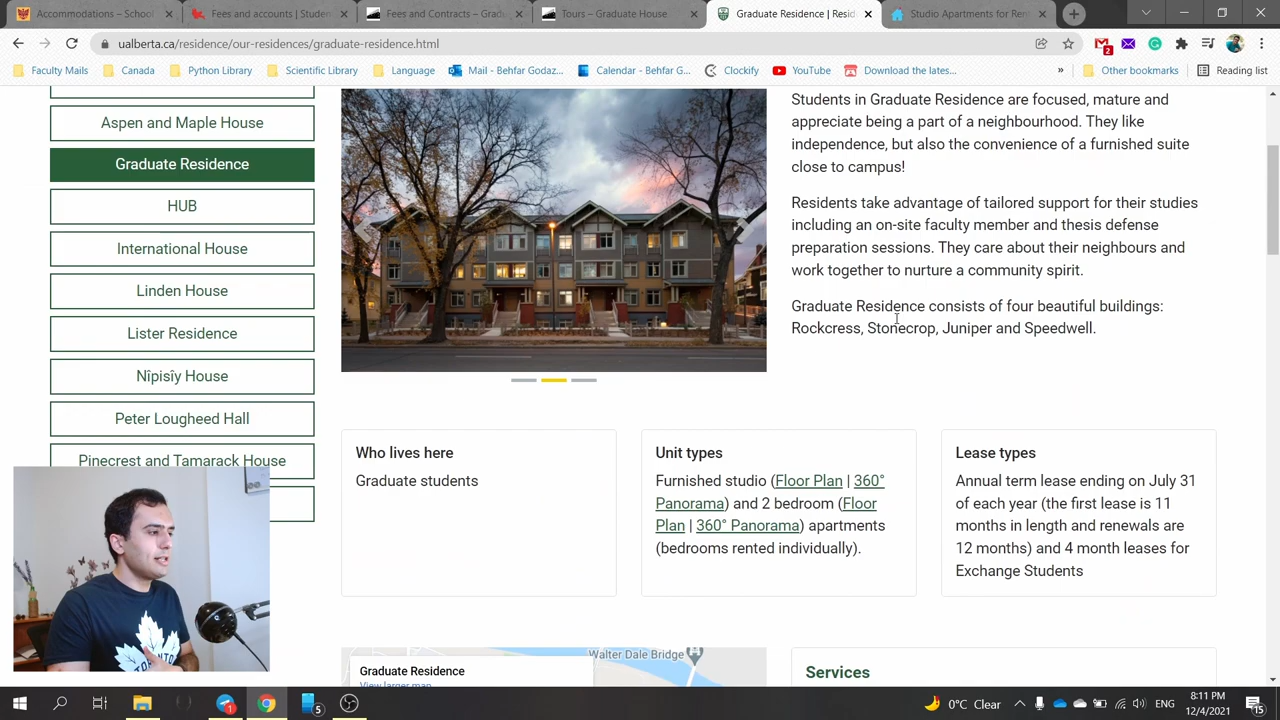 Accommodations - School
Fees and accounts | Student
Fees and Contracts – Gradu
Tours – Graduate House
Graduate Residence | Resid
Studio Apartments for Rent
ualberta.ca/residence/our-residences/graduate-residence.html
2
Faculty Mails
Canada
Python Library
Scientific Library
Language
Mail - Behfar Godaz...
Calendar - Behfar G...
Clockify
YouTube
Download the lates...
»
Other bookmarks
Reading list
Aspen and Maple House
Graduate Residence
HUB
International House
Linden House
Lister Residence
Nîpisîy House
Peter Lougheed Hall
Pinecrest and Tamarack House
Students in Graduate Residence are focused, mature and
appreciate being a part of a neighbourhood. They like
independence, but also the convenience of a furnished suite
close to campus!
Residents take advantage of tailored support for their studies
including an on-site faculty member and thesis defense
preparation sessions. They care about their neighbours and
work together to nurture a community spirit.
Graduate Residence consists of four beautiful buildings:
Rockcress, Stonecrop, Juniper and Speedwell.
Who lives here
Graduate students
Unit types
Furnished studio (Floor Plan | 360°
Panorama) and 2 bedroom (Floor
Plan | 360° Panorama) apartments
(bedrooms rented individually).
Lease types
Annual term lease ending on July 31
of each year (the first lease is 11
months in length and renewals are
12 months) and 4 month leases for
Exchange Students
Walter Dale Bridge
Graduate Residence
View larger map
Services
TORONTO
1
5
0°C Clear
ENG
8:11 PM
12/4/2021
15